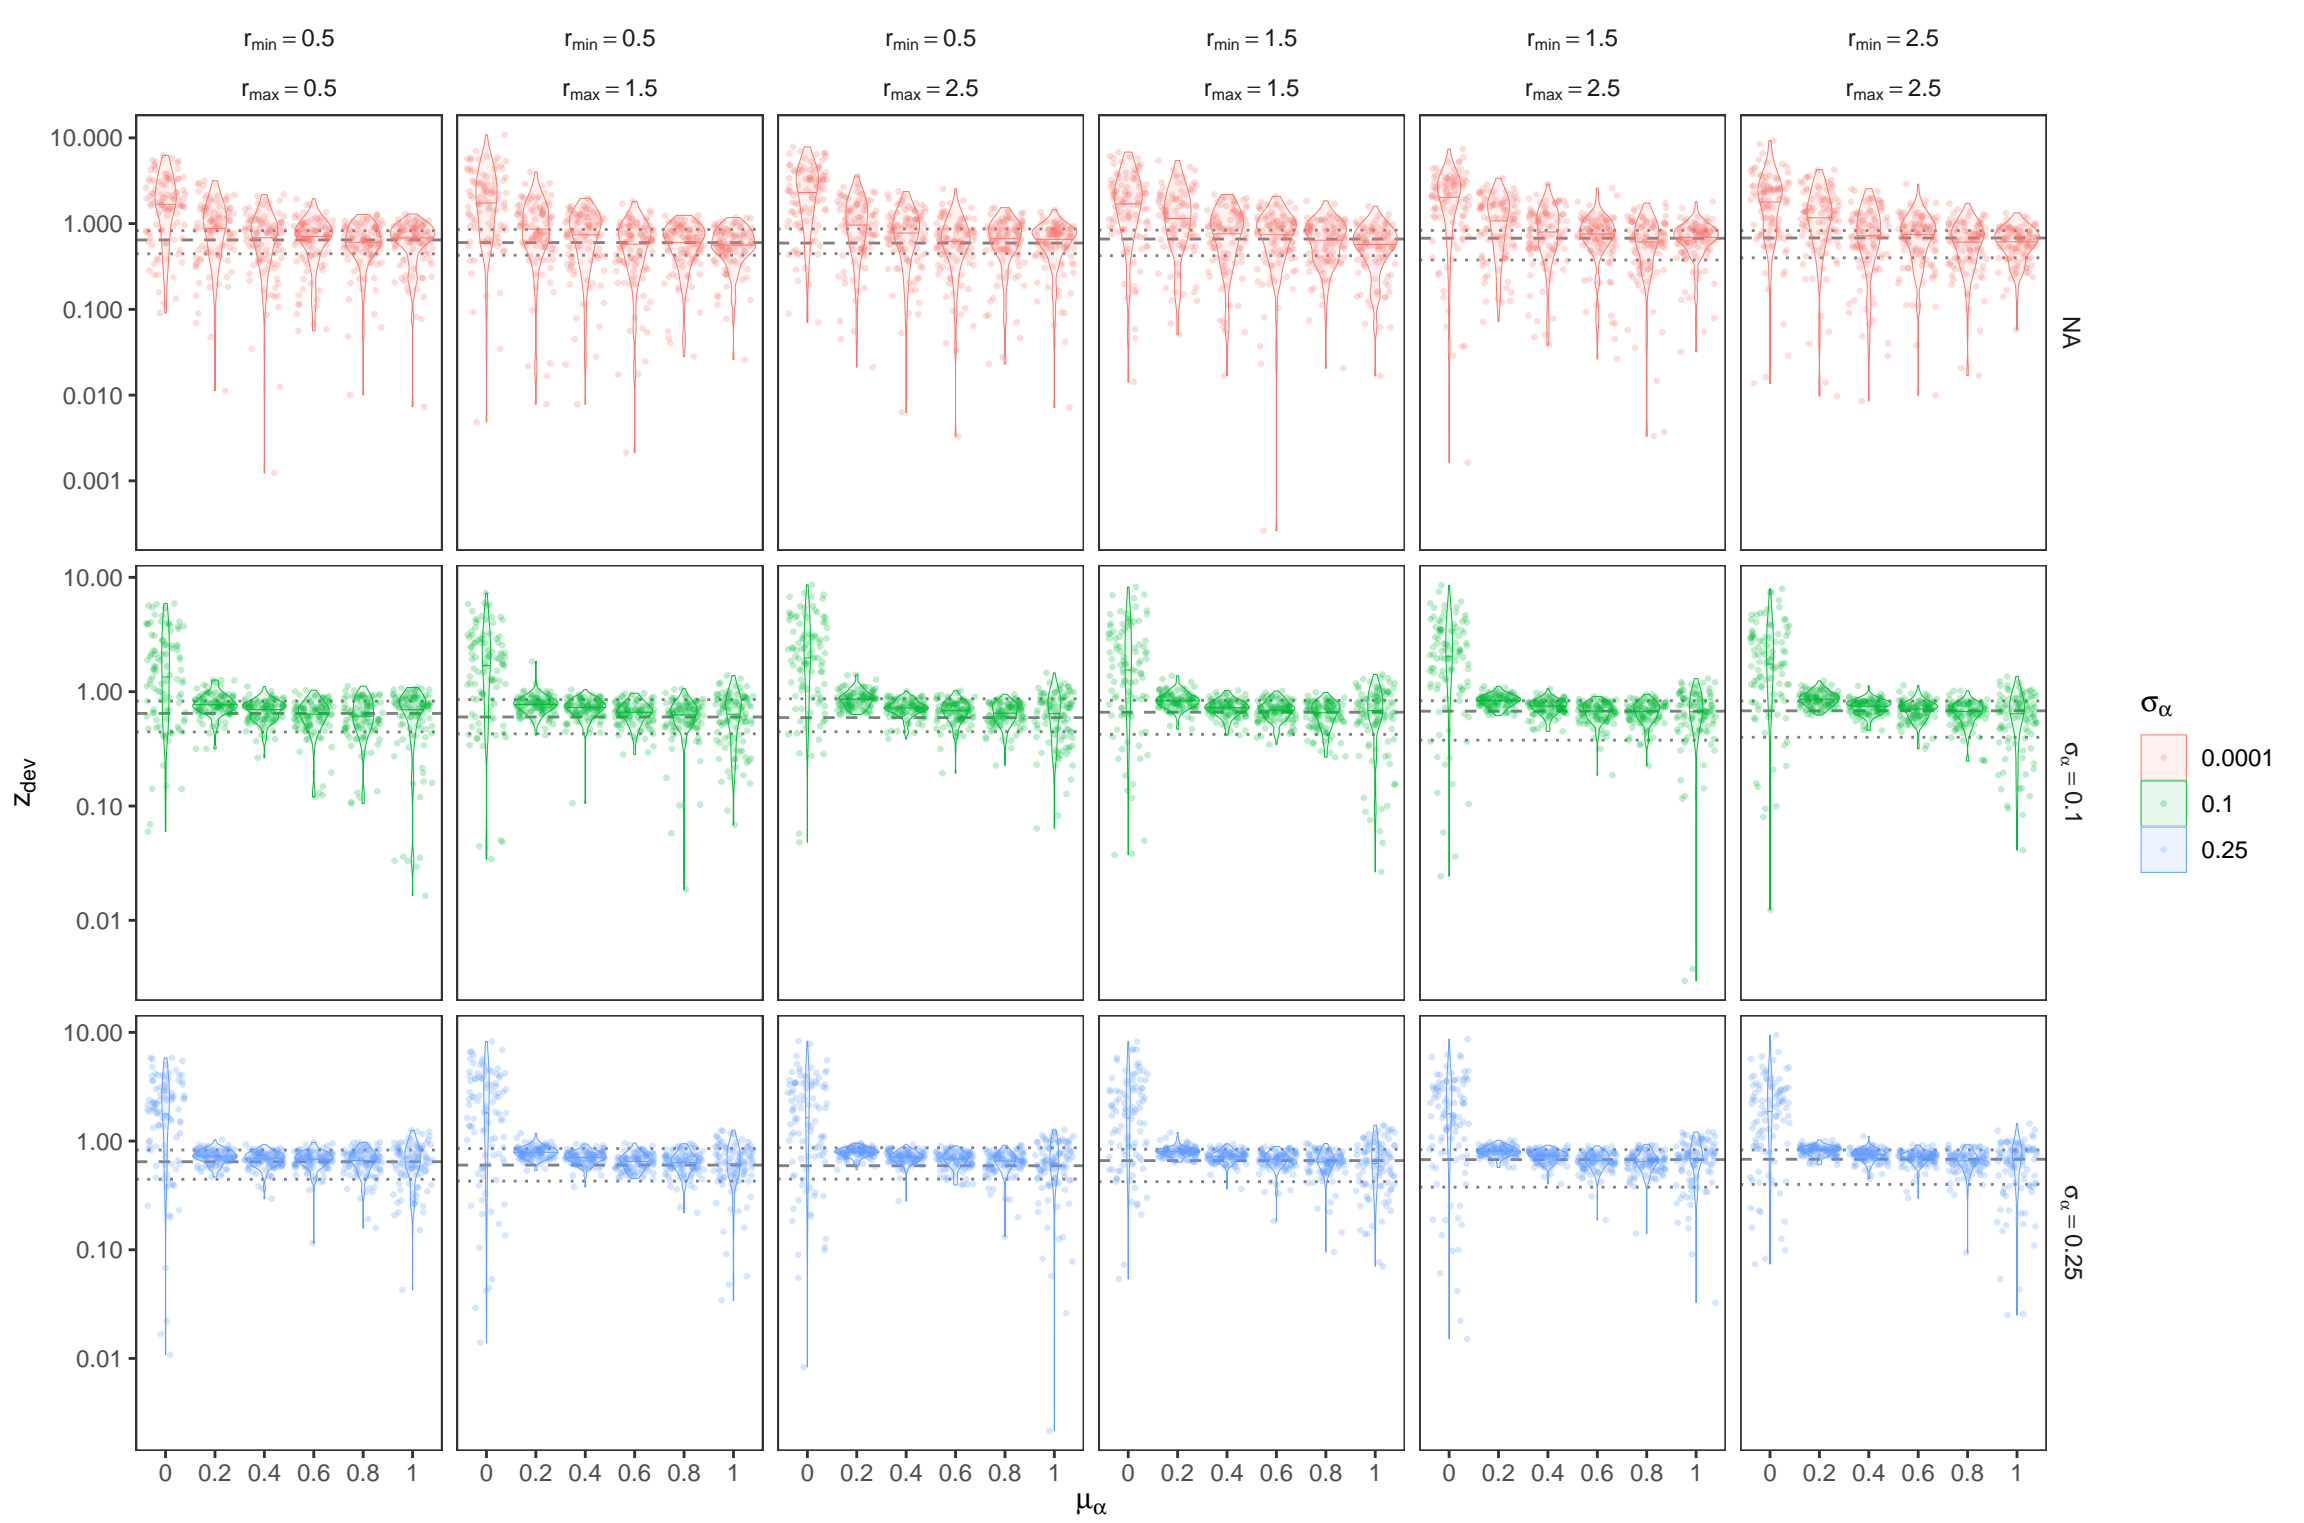 r_min = 0.5 r_min = 0.5 r_min = 0.5 r_min = 1.5 r_min = 1.5 r_min = 2.5
r_max = 0.5 r_max = 1.5 r_max = 2.5 r_max = 1.5 r_max = 2.5 r_max = 2.5
10.000
1.000
0.100
0.010
0.001
NA
10.00
1.00
0.10
0.01
σ_α = 0.1
10.00
1.00
0.10
0.01
σ_α = 0.25
z_dev
0 0.2 0.4 0.6 0.8 1 0 0.2 0.4 0.6 0.8 1 0 0.2 0.4 0.6 0.8 1 0 0.2 0.4 0.6 0.8 1 0 0.2 0.4 0.6 0.8 1 0 0.2 0.4 0.6 0.8 1
μ_α
σ_α
0.0001
0.1
0.25